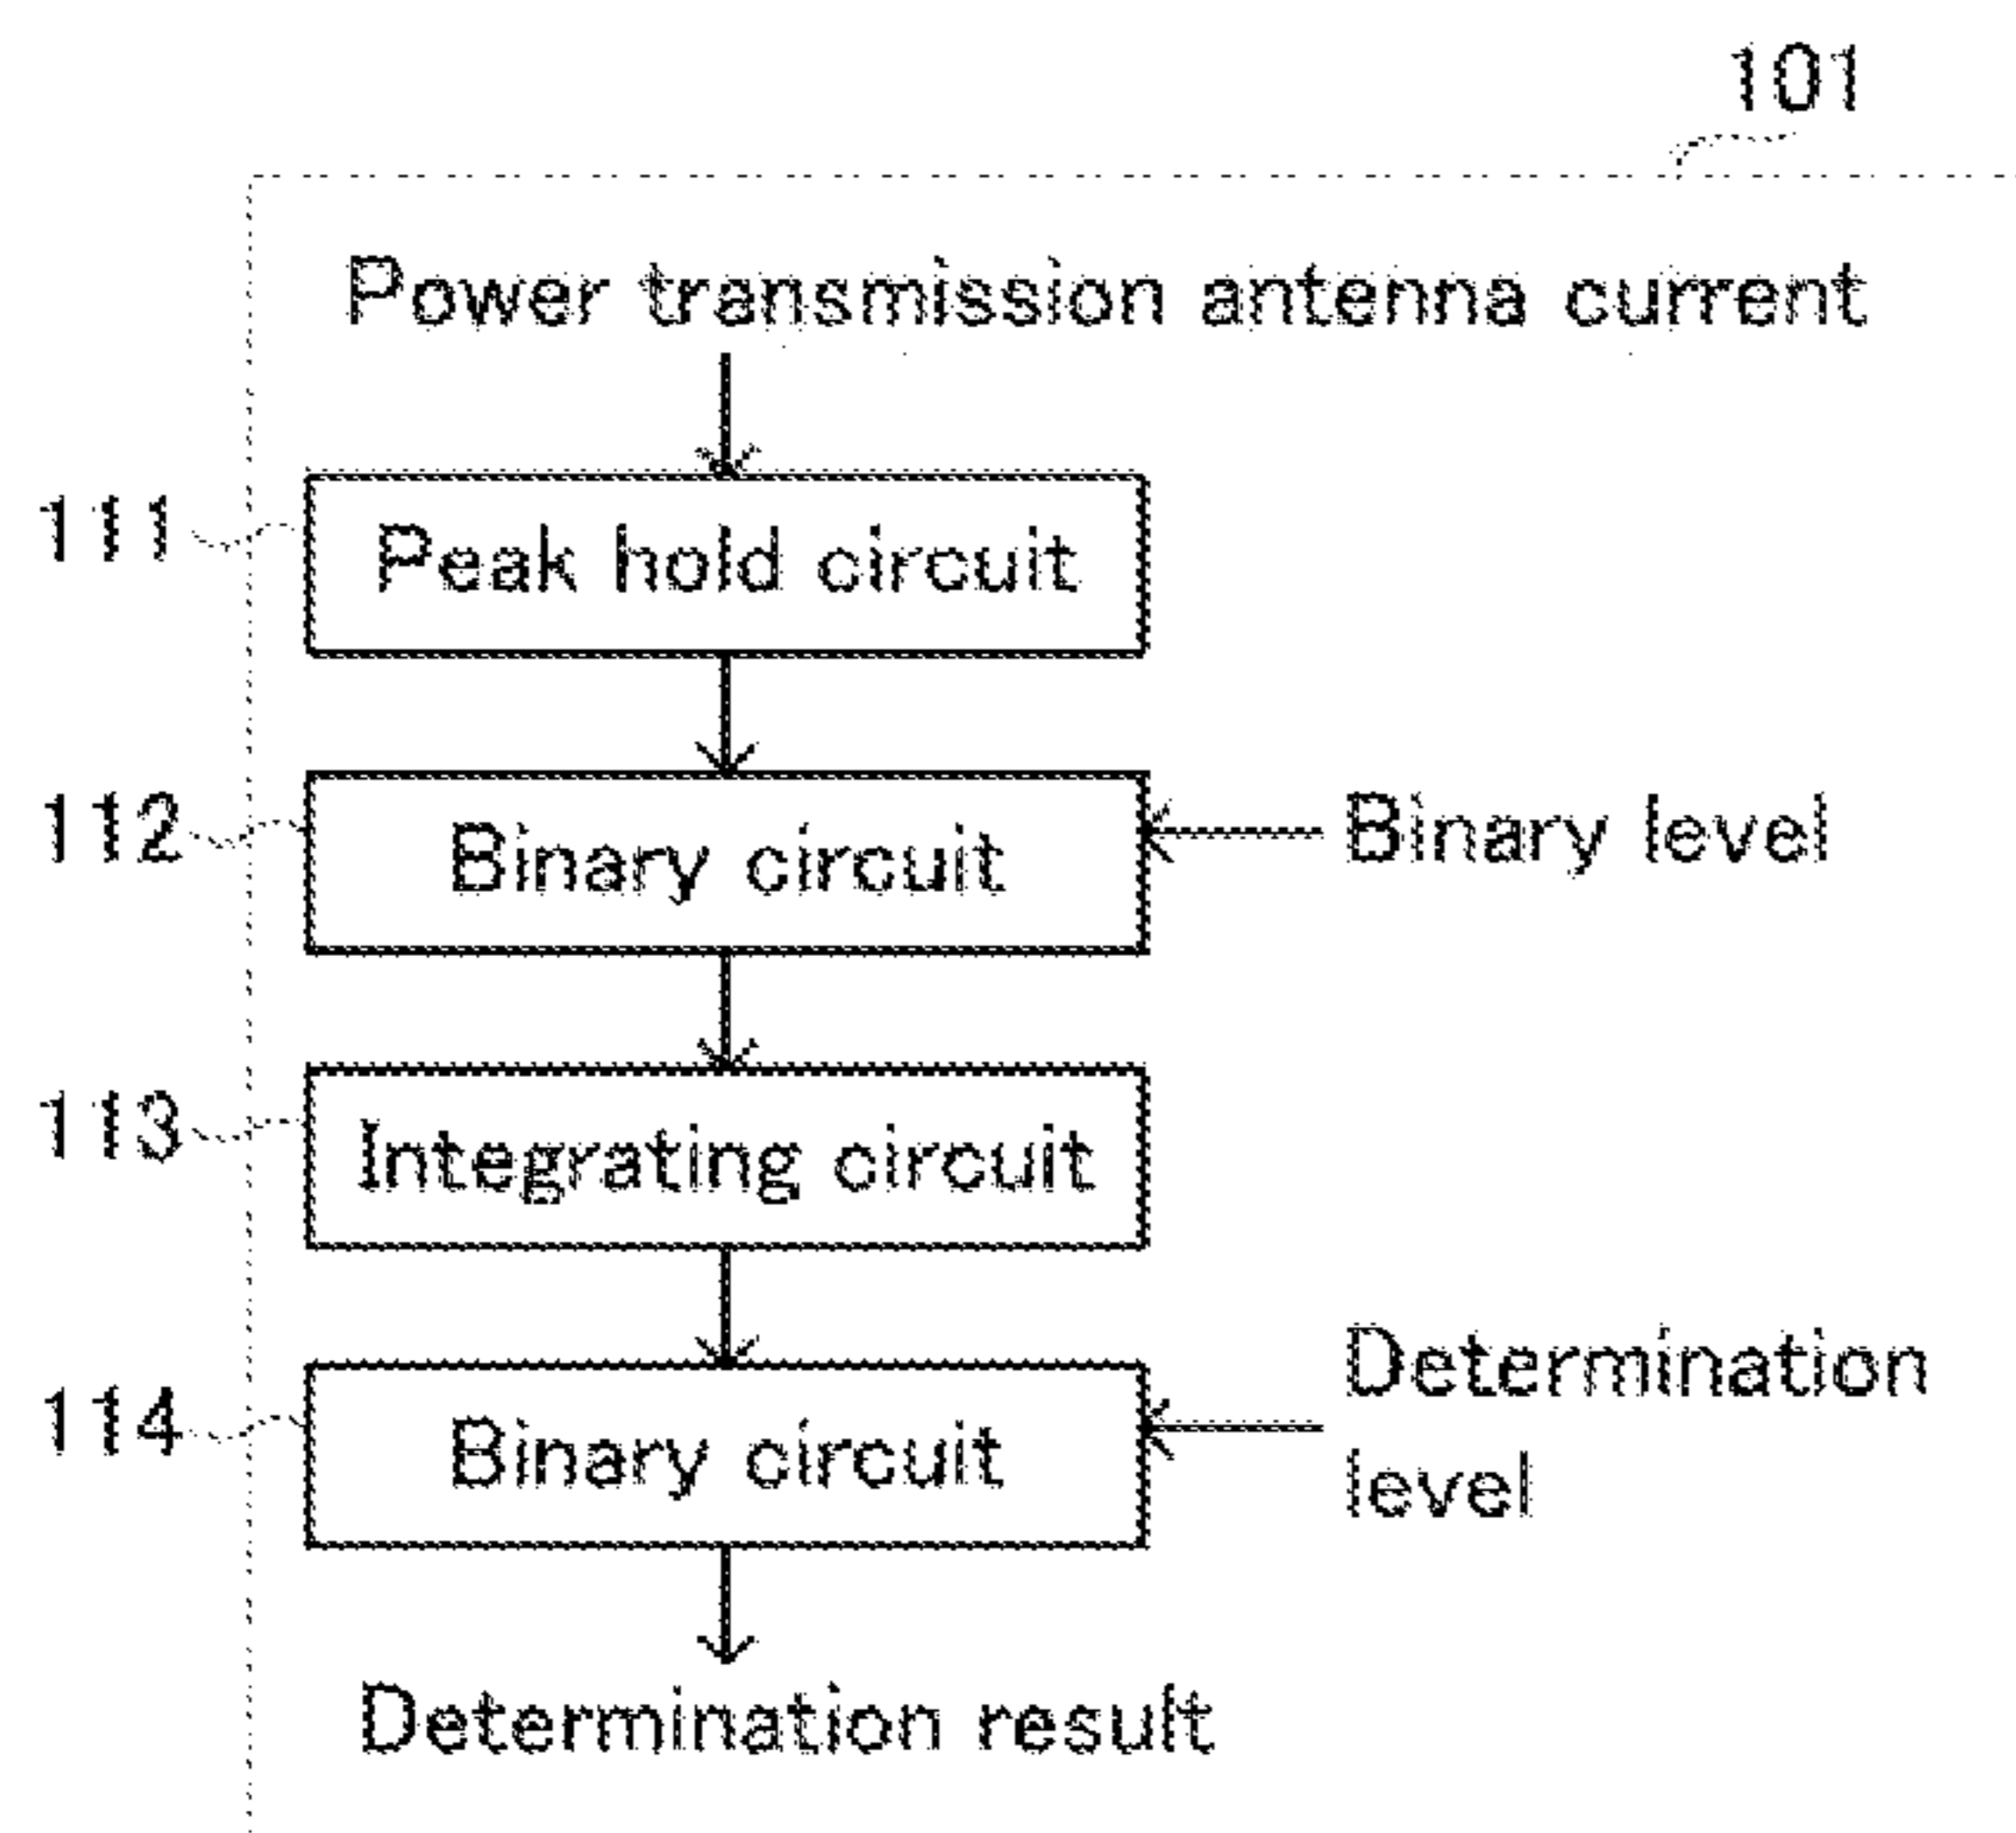 101
Power transmission antenna current
111
Peak hold circuit
112
Binary circuit
Binary level
113
Integrating circuit
114
Binary circuit
Determination
level
Determination result